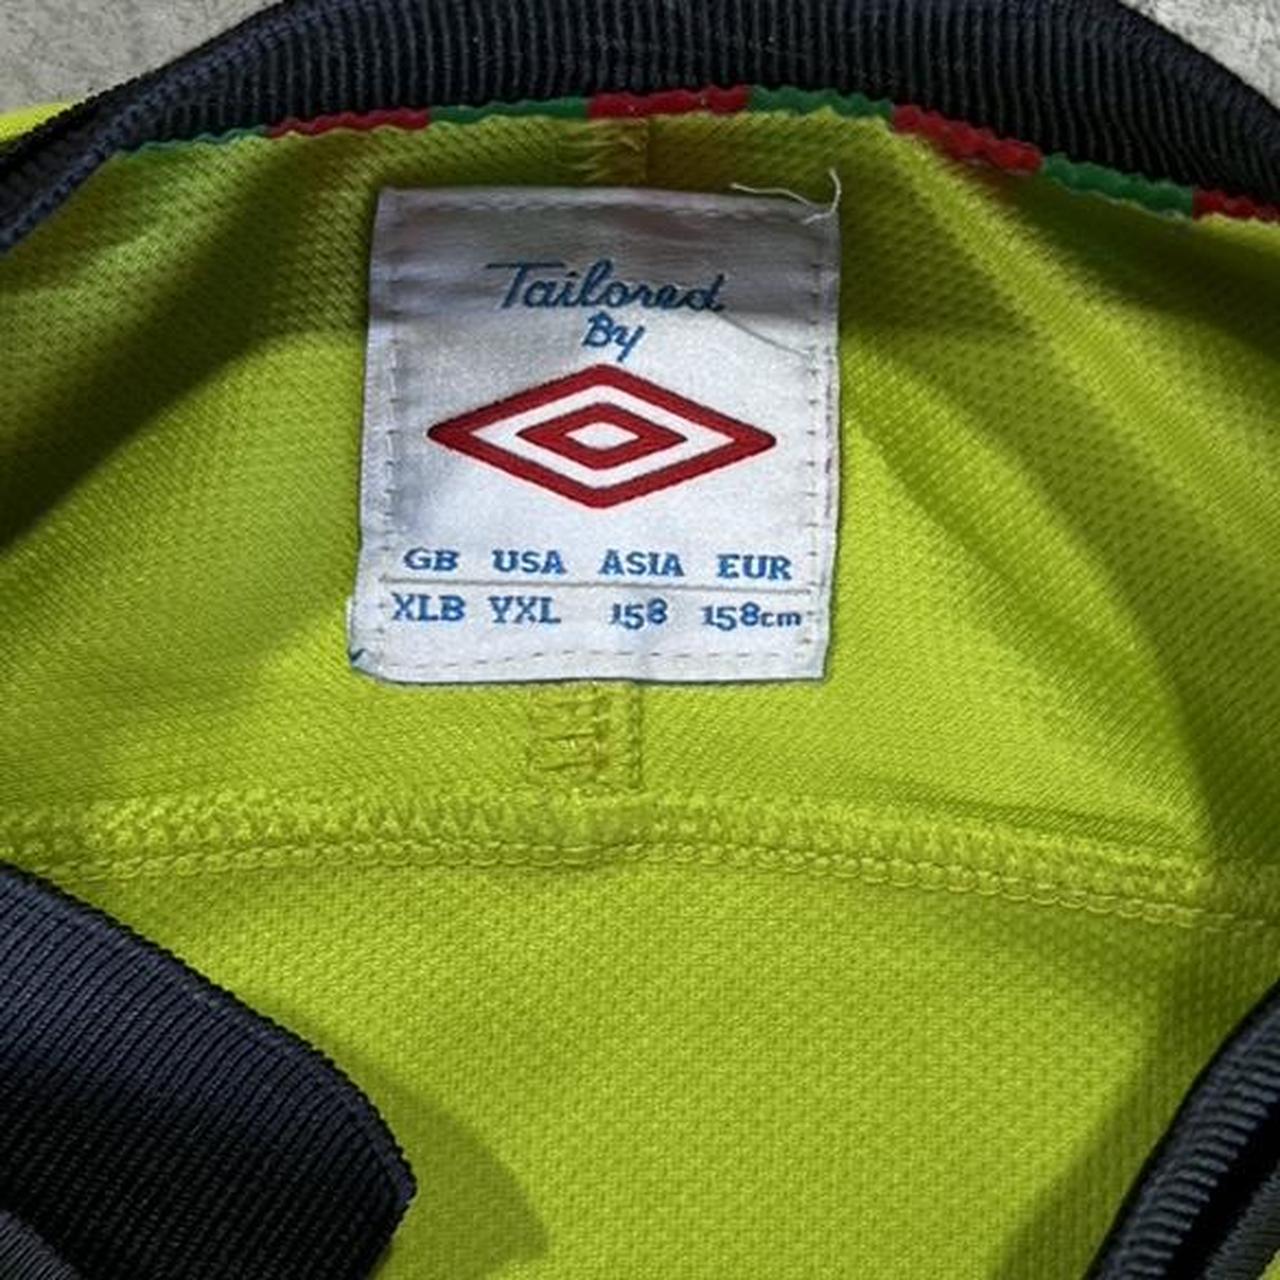 Tailored
By
GB USA ASIA EUR
XLB YXL 158 158cm